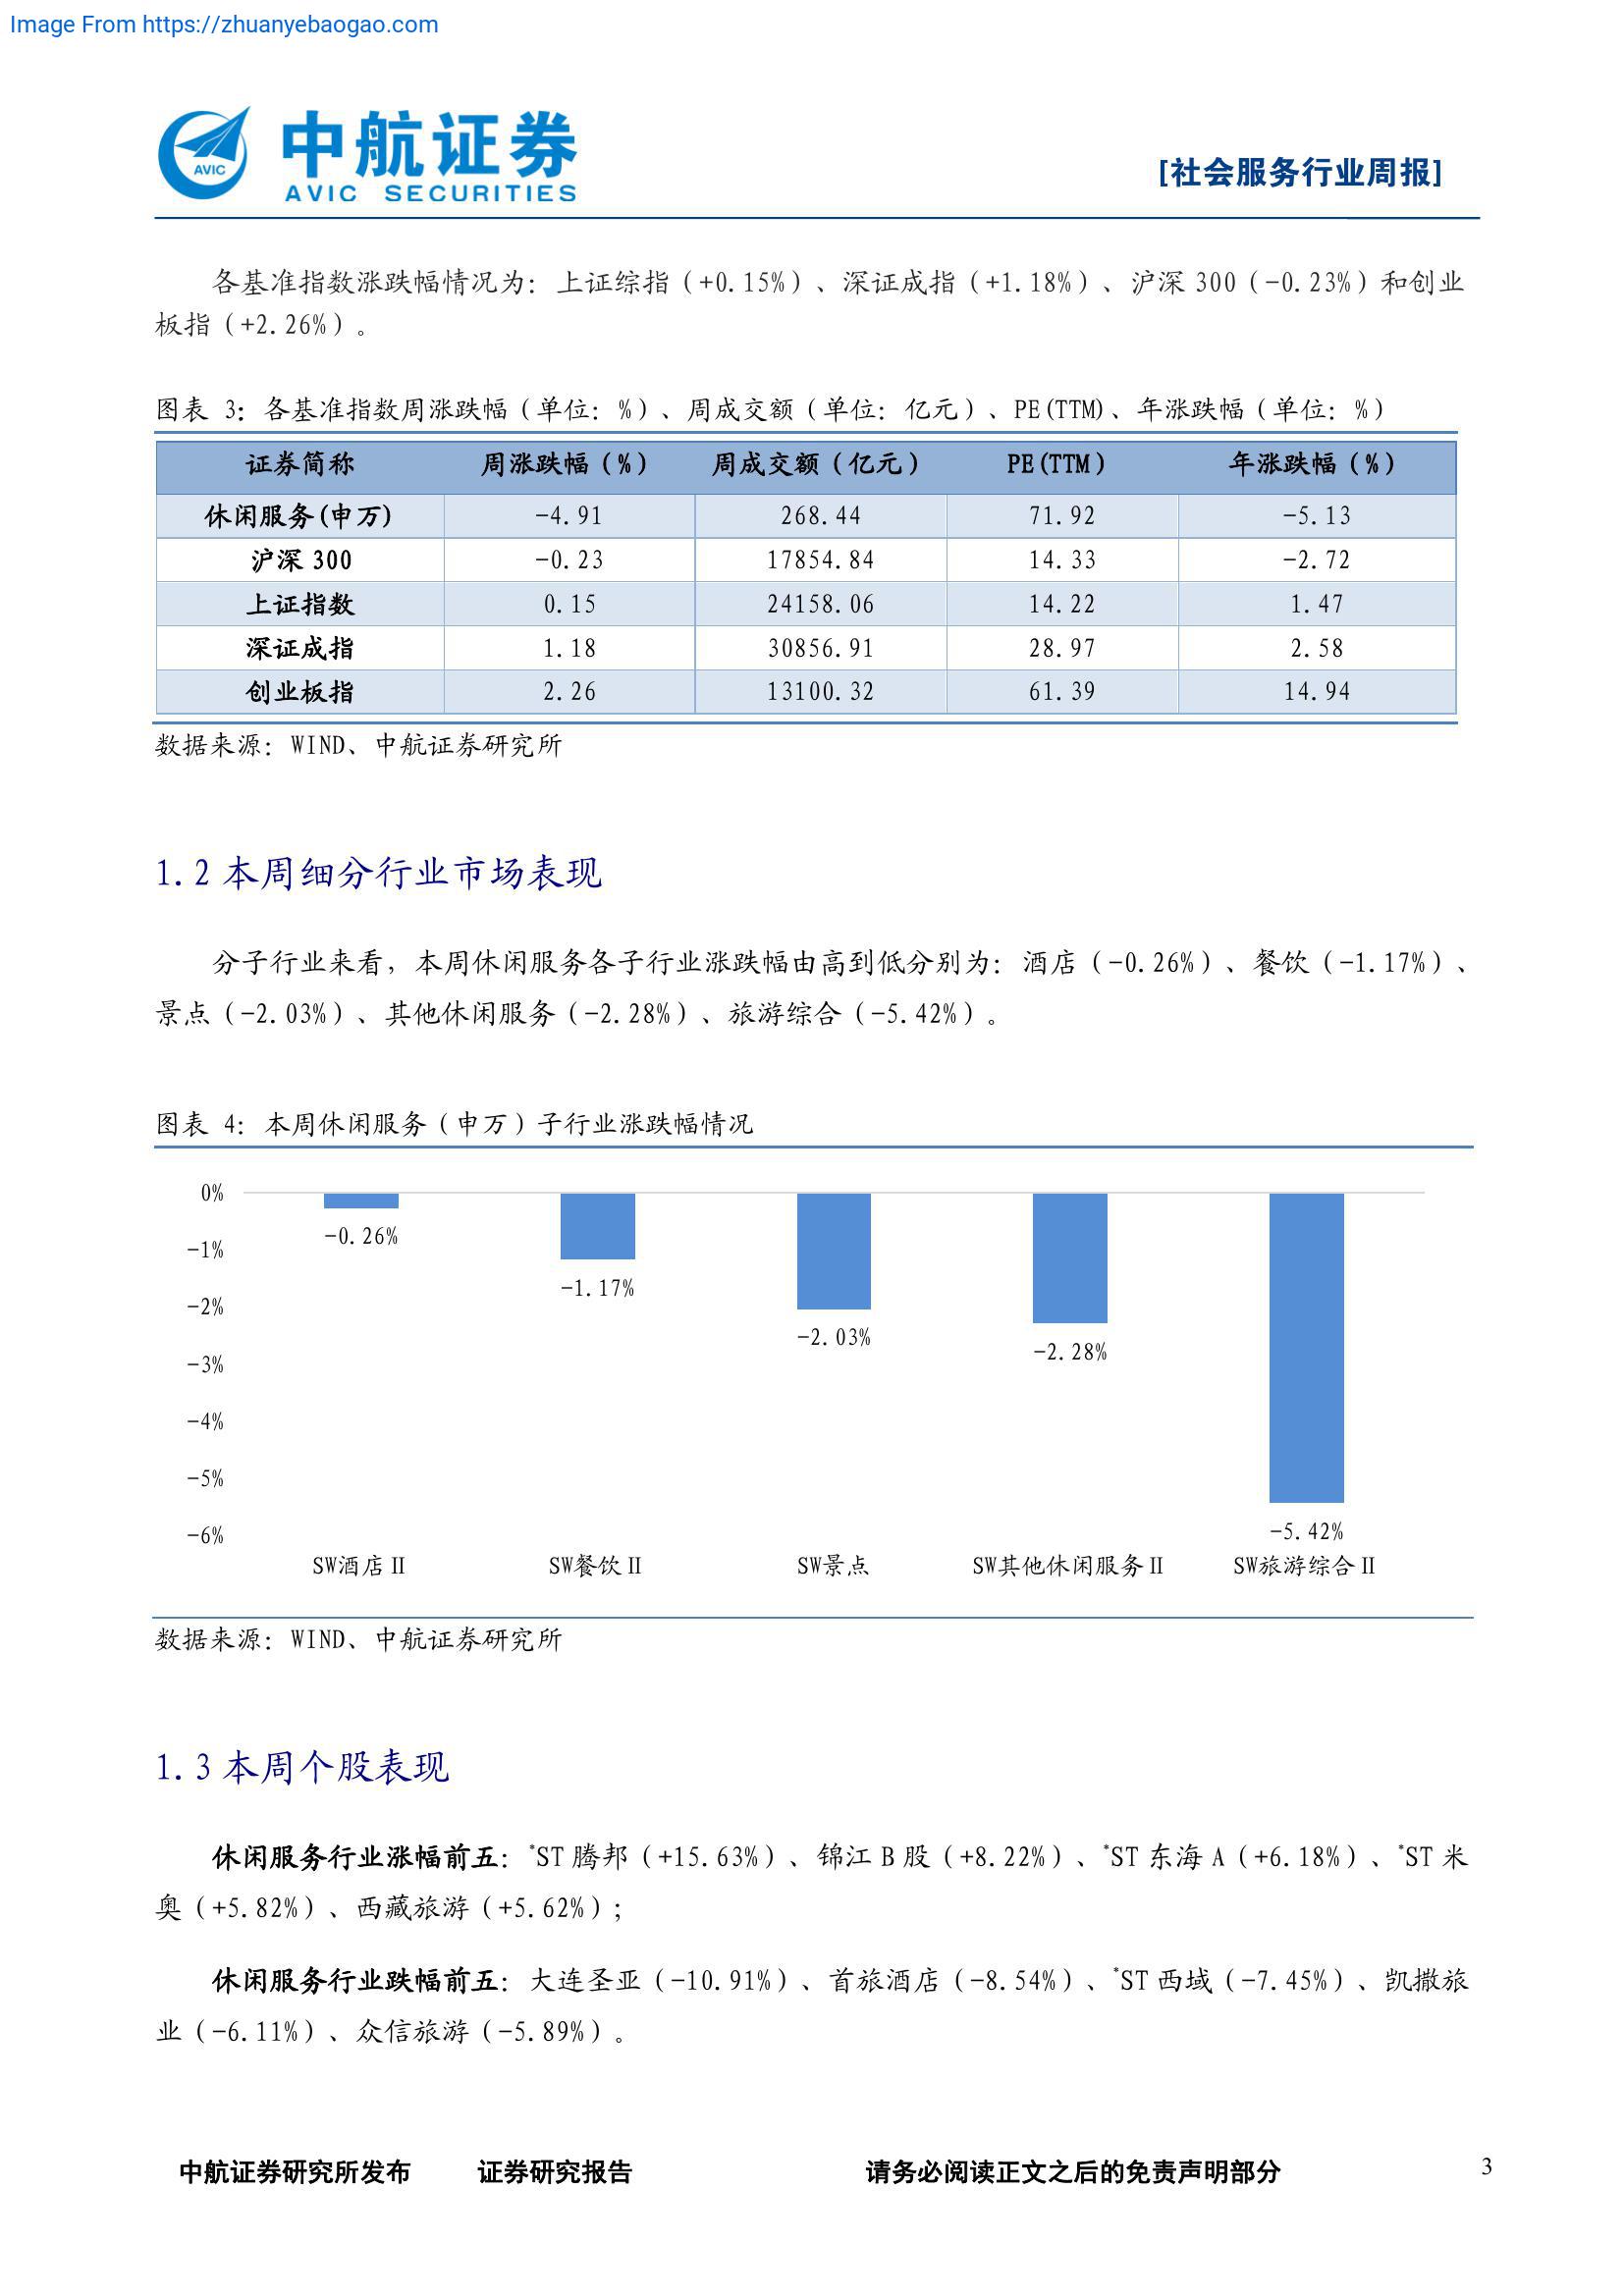 Image From https://zhuanyebaogao.com
AVIC
中航证券
AVIC SECURITIES
[社会服务行业周报]
各基准指数涨跌幅情况为：上证综指（+0.15%）、深证成指（+1.18%）、沪深 300（-0.23%）和创业
板指（+2.26%）。
图表 3：各基准指数周涨跌幅（单位：%）、周成交额（单位：亿元）、PE(TTM)、年涨跌幅（单位：%）
证券简称 周涨跌幅（%） 周成交额（亿元） PE(TTM) 年涨跌幅（%）
休闲服务(申万) -4.91 268.44 71.92 -5.13
沪深 300 -0.23 17854.84 14.33 -2.72
上证指数 0.15 24158.06 14.22 1.47
深证成指 1.18 30856.91 28.97 2.58
创业板指 2.26 13100.32 61.39 14.94
数据来源：WIND、中航证券研究所
1.2 本周细分行业市场表现
分子行业来看，本周休闲服务各子行业涨跌幅由高到低分别为：酒店（-0.26%）、餐饮（-1.17%）、
景点（-2.03%）、其他休闲服务（-2.28%）、旅游综合（-5.42%）。
图表 4：本周休闲服务（申万）子行业涨跌幅情况
0%
-1%
-2%
-3%
-4%
-5%
-6%
-0.26%
-1.17%
-2.03%
-2.28%
-5.42%
SW酒店Ⅱ SW餐饮Ⅱ SW景点 SW其他休闲服务Ⅱ SW旅游综合Ⅱ
数据来源：WIND、中航证券研究所
1.3 本周个股表现
休闲服务行业涨幅前五：*ST 腾邦（+15.63%）、锦江 B 股（+8.22%）、*ST 东海 A（+6.18%）、*ST 米
奥（+5.82%）、西藏旅游（+5.62%）；
休闲服务行业跌幅前五：大连圣亚（-10.91%）、首旅酒店（-8.54%）、*ST 西域（-7.45%）、凯撒旅
业（-6.11%）、众信旅游（-5.89%）。
中航证券研究所发布 证券研究报告 请务必阅读正文之后的免责声明部分 3